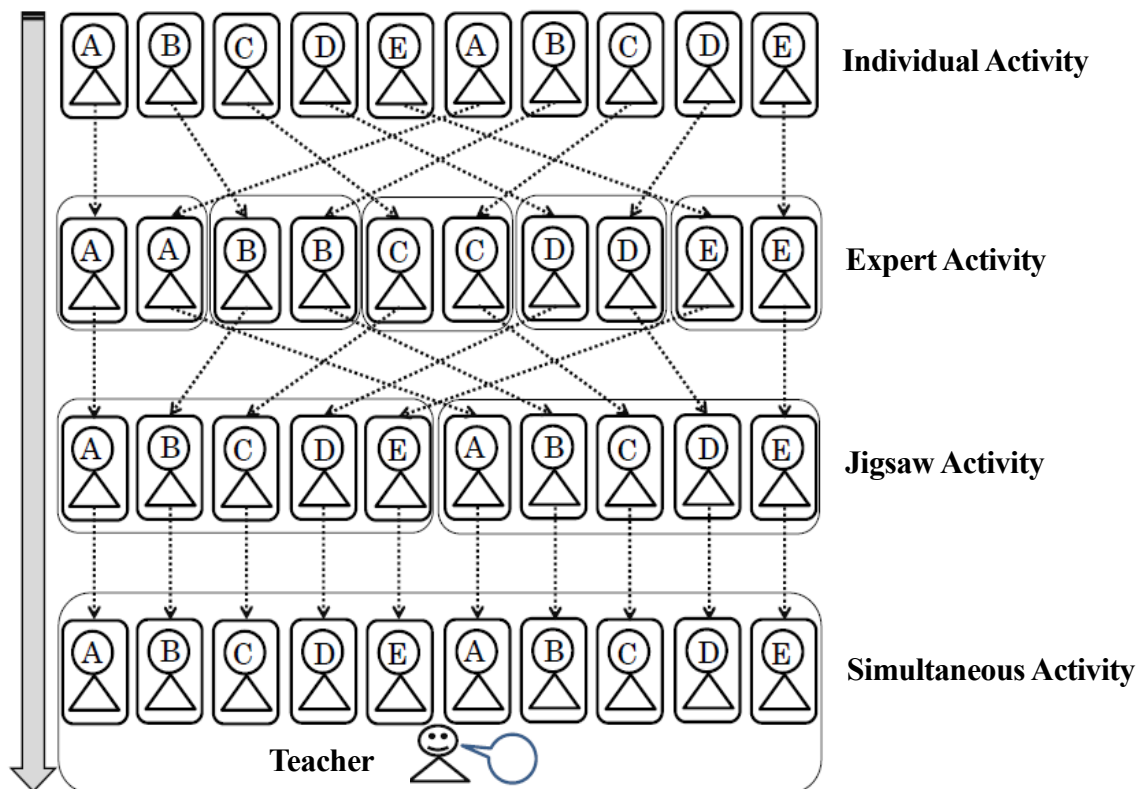 A B C D E A B C D E Individual Activity
A A B B C C D D E E Expert Activity
A B C D E A B C D E Jigsaw Activity
A B C D E A B C D E Simultaneous Activity
Teacher